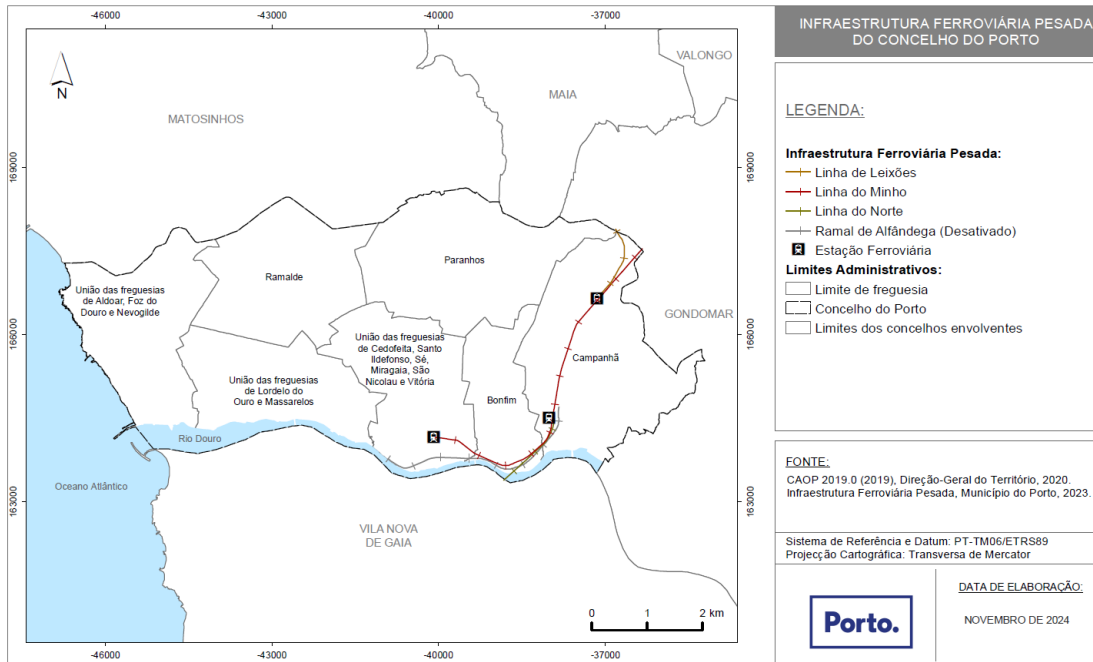 -46000
-43000
-40000
-37000
INFRAESTRUTURA FERROVIÁRIA PESADA
DO CONCELHO DO PORTO
N
VALONGO
MAIA
MATOSINHOS
169000
169000
LEGENDA:
Infraestrutura Ferroviária Pesada:
Linha de Leixões
Linha do Minho
Linha do Norte
Ramal de Alfândega (Desativado)
Estação Ferroviária
Limites Administrativos:
Limite de freguesia
Concelho do Porto
Limites dos concelhos envolventes
Paranhos
Ramalde
União das freguesias
de Aldoar, Foz do
Douro e Nevogilde
GONDOMAR
166000
166000
União das freguesias
de Cedofeita, Santo
Ildefonso, Sé,
Miragaia, São
Nicolau e Vitória
Campanhã
União das freguesias
de Lordelo do
Ouro e Massarelos
Bonfim
Rio Douro
Oceano Atlântico
163000
163000
VILA NOVA
DE GAIA
FONTE:
CAOP 2019.0 (2019), Direção-Geral do Território, 2020.
Infraestrutura Ferroviária Pesada, Município do Porto, 2023.
Sistema de Referência e Datum: PT-TM06/ETRS89
Projecção Cartográfica: Transversa de Mercator
0 1 2 km
Porto.
DATA DE ELABORAÇÃO:
NOVEMBRO DE 2024
-46000
-43000
-40000
-37000